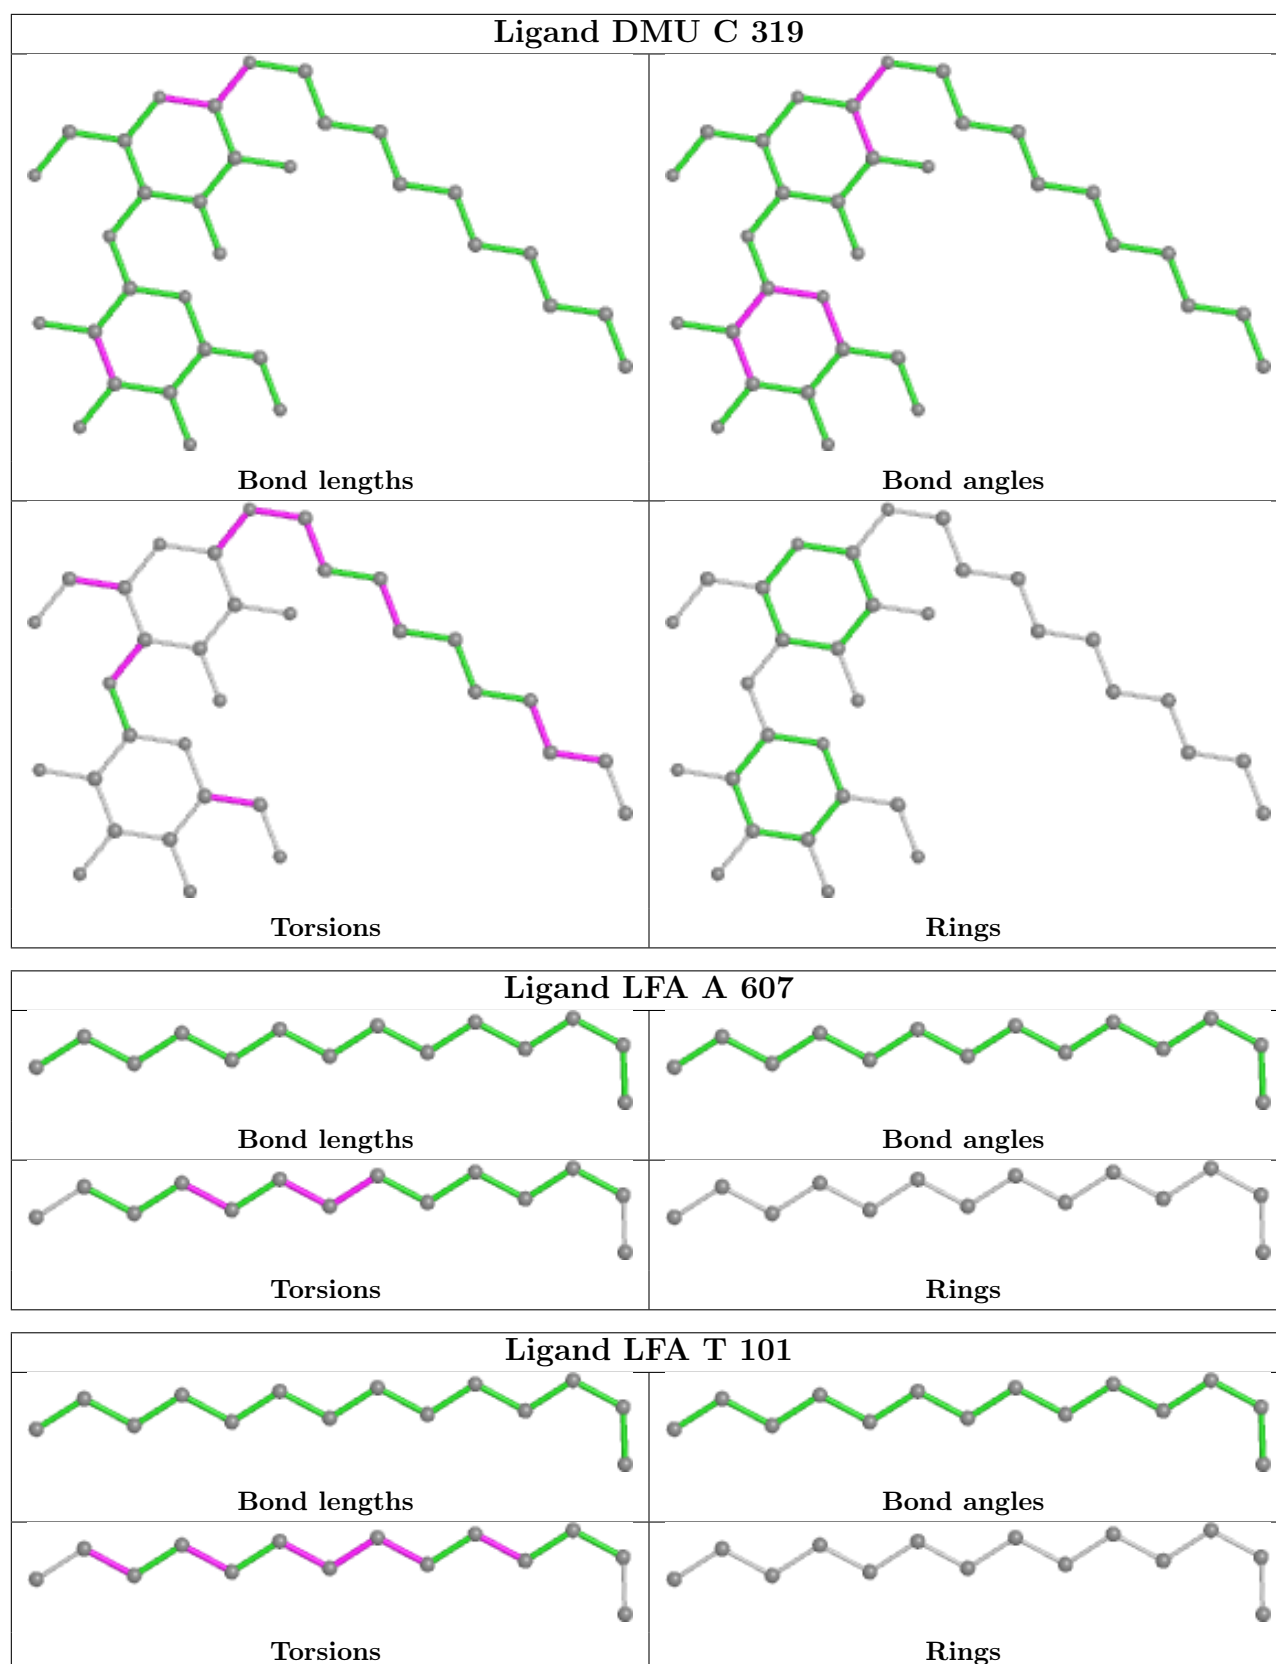 Ligand DMU C 319
Bond lengths
Bond angles
Torsions
Rings
Ligand LFA A 607
Bond lengths
Bond angles
Torsions
Rings
Ligand LFA T 101
Bond lengths
Bond angles
Torsions
Rings